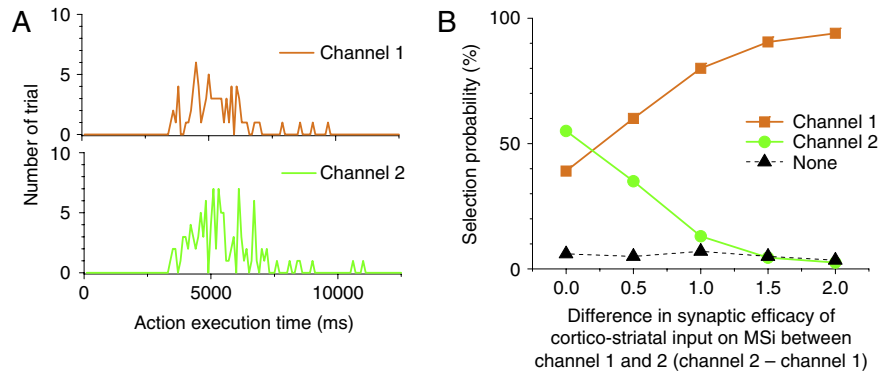 A
10
5
0
Channel 1
10
5
0
Channel 2
Number of trial
0
5000
10000
Action execution time (ms)
B
100
50
0
Selection probability (%)
Channel 1
Channel 2
None
0.0 0.5 1.0 1.5 2.0
Difference in synaptic efficacy of
cortico-striatal input on MSi between
channel 1 and 2 (channel 2 – channel 1)